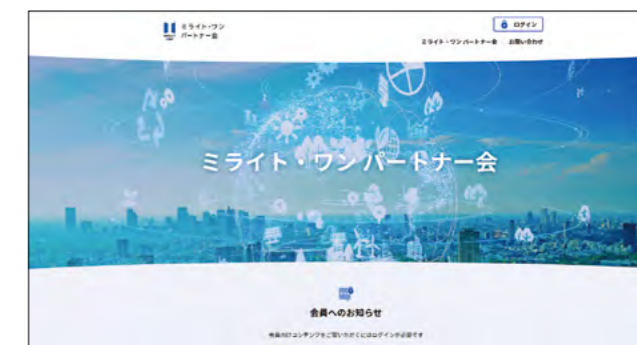 ミライト・ワン
パートナー会
ログイン
ミライト・ワン パートナー会 お問い合わせ
ミライト・ワン パートナー会
会員へのお知らせ
会員向けコンテンツをご覧いただくにはログインが必要です